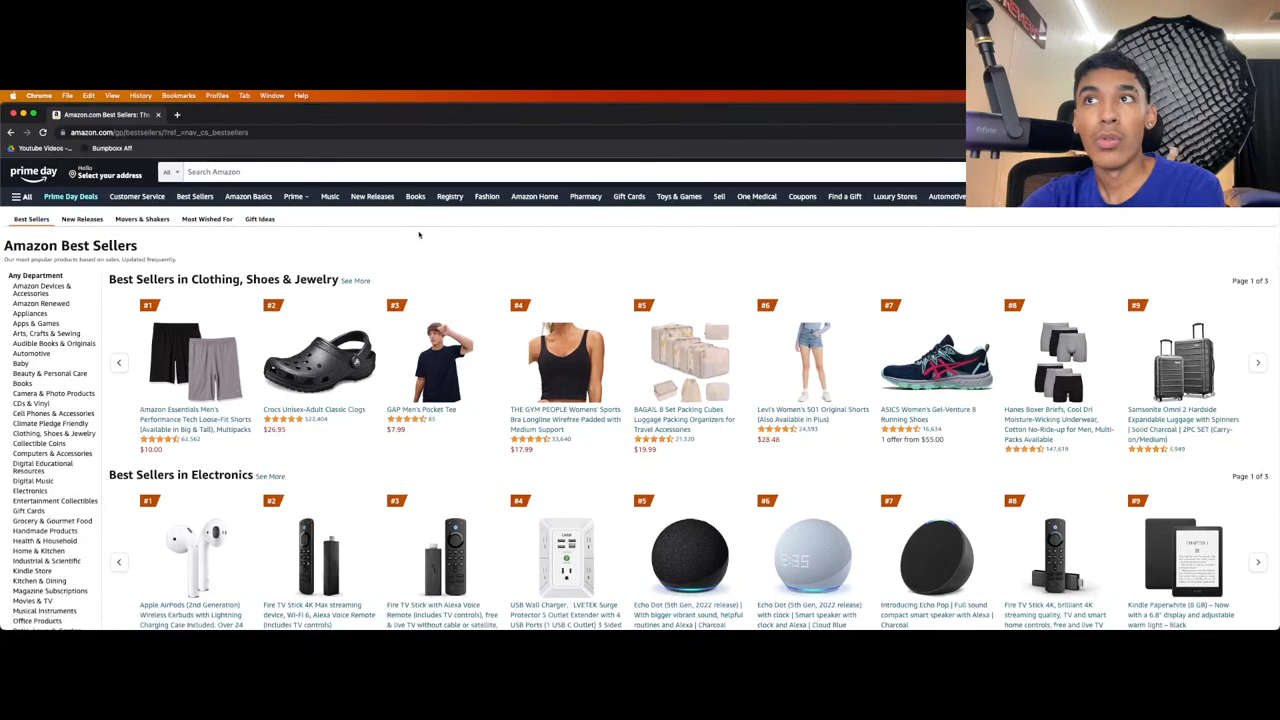 Chrome File Edit View History Bookmarks Profiles Tab Window Help
Amazon.com Best Sellers: The
amazon.com/gp/bestsellers/?ref_=nav_cs_bestsellers
Youtube Videos -... Bumpboxx Aff
prime day Hello All Search Amazon
Select your address
All Prime Day Deals Customer Service Best Sellers Amazon Basics Prime Music New Releases Books Registry Fashion Amazon Home Pharmacy Gift Cards Toys & Games Sell One Medical Coupons Find a Gift Luxury Stores Automotive
Best Sellers New Releases Movers & Shakers Most Wished For Gift Ideas
Amazon Best Sellers
Our most popular products based on sales. Updated frequently.
Any Department
Amazon Devices &
Accessories
Amazon Renewed
Appliances
Apps & Games
Arts, Crafts & Sewing
Audible Books & Originals
Automotive
Baby
Beauty & Personal Care
Books
Camera & Photo Products
CDs & Vinyl
Cell Phones & Accessories
Climate Pledge Friendly
Clothing, Shoes & Jewelry
Collectible Coins
Computers & Accessories
Digital Educational
Resources
Digital Music
Electronics
Entertainment Collectibles
Gift Cards
Grocery & Gourmet Food
Handmade Products
Health & Household
Home & Kitchen
Industrial & Scientific
Kindle Store
Kitchen & Dining
Magazine Subscriptions
Movies & TV
Musical Instruments
Office Products
Best Sellers in Clothing, Shoes & Jewelry See More Page 1 of 3
#1
Amazon Essentials Men's
Performance Tech Loose-Fit Shorts
(Available in Big & Tall), Multipacks
62,562
$10.00
#2
Crocs Unisex-Adult Classic Clogs
522,404
$26.95
#3
GAP Men's Pocket Tee
85
$7.99
#4
THE GYM PEOPLE Womens' Sports
Bra Longline Wirefree Padded with
Medium Support
33,640
$17.99
#5
BAGAIL 8 Set Packing Cubes
Luggage Packing Organizers for
Travel Accessories
21,320
$19.99
#6
Levi's Women's 501 Original Shorts
(Also Available in Plus)
24,593
$28.48
#7
ASICS Women's Gel-Venture 8
Running Shoes
16,634
1 offer from $55.00
#8
Hanes Boxer Briefs, Cool Dri
Moisture-Wicking Underwear,
Cotton No-Ride-up for Men, Multi-
Packs Available
147,619
#9
Samsonite Omni 2 Hardside
Expandable Luggage with Spinners
| Solid Charcoal | 2PC SET (Carry-
on/Medium)
3,949
Best Sellers in Electronics See More Page 1 of 3
#1
Apple AirPods (2nd Generation)
Wireless Earbuds with Lightning
Charging Case Included. Over 24
#2
Fire TV Stick 4K Max streaming
device, Wi-Fi 6, Alexa Voice Remote
(includes TV controls)
#3
Fire TV Stick with Alexa Voice
Remote (includes TV controls),
free & live TV without cable or satellite,
#4
USB Wall Charger, LVETEK Surge
Protector 5 Outlet Extender with 4
USB Ports (1 USB C Outlet) 3 Sided
#5
Echo Dot (5th Gen, 2022 release) |
With bigger vibrant sound, helpful
routines and Alexa | Charcoal
#6
Echo Dot (5th Gen, 2022 release)
with clock | Smart speaker with
clock and Alexa | Cloud Blue
#7
Introducing Echo Pop | Full sound
compact smart speaker with Alexa |
Charcoal
#8
Fire TV Stick 4K, brilliant 4K
streaming quality, TV and smart
home controls, free and live TV
#9
CHAPTER 1
Kindle Paperwhite (8 GB) – Now
with a 6.8" display and adjustable
warm light – Black
fifine